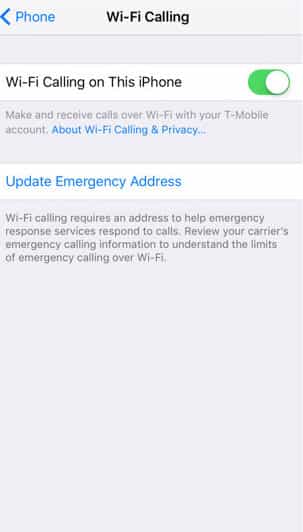 Phone Wi-Fi Calling
Wi-Fi Calling on This iPhone
Make and receive calls over Wi-Fi with your T-Mobile
account. About Wi-Fi Calling & Privacy...
Update Emergency Address
Wi-Fi calling requires an address to help emergency
response services respond to calls. Review your carrier's
emergency calling information to understand the limits
of emergency calling over Wi-Fi.